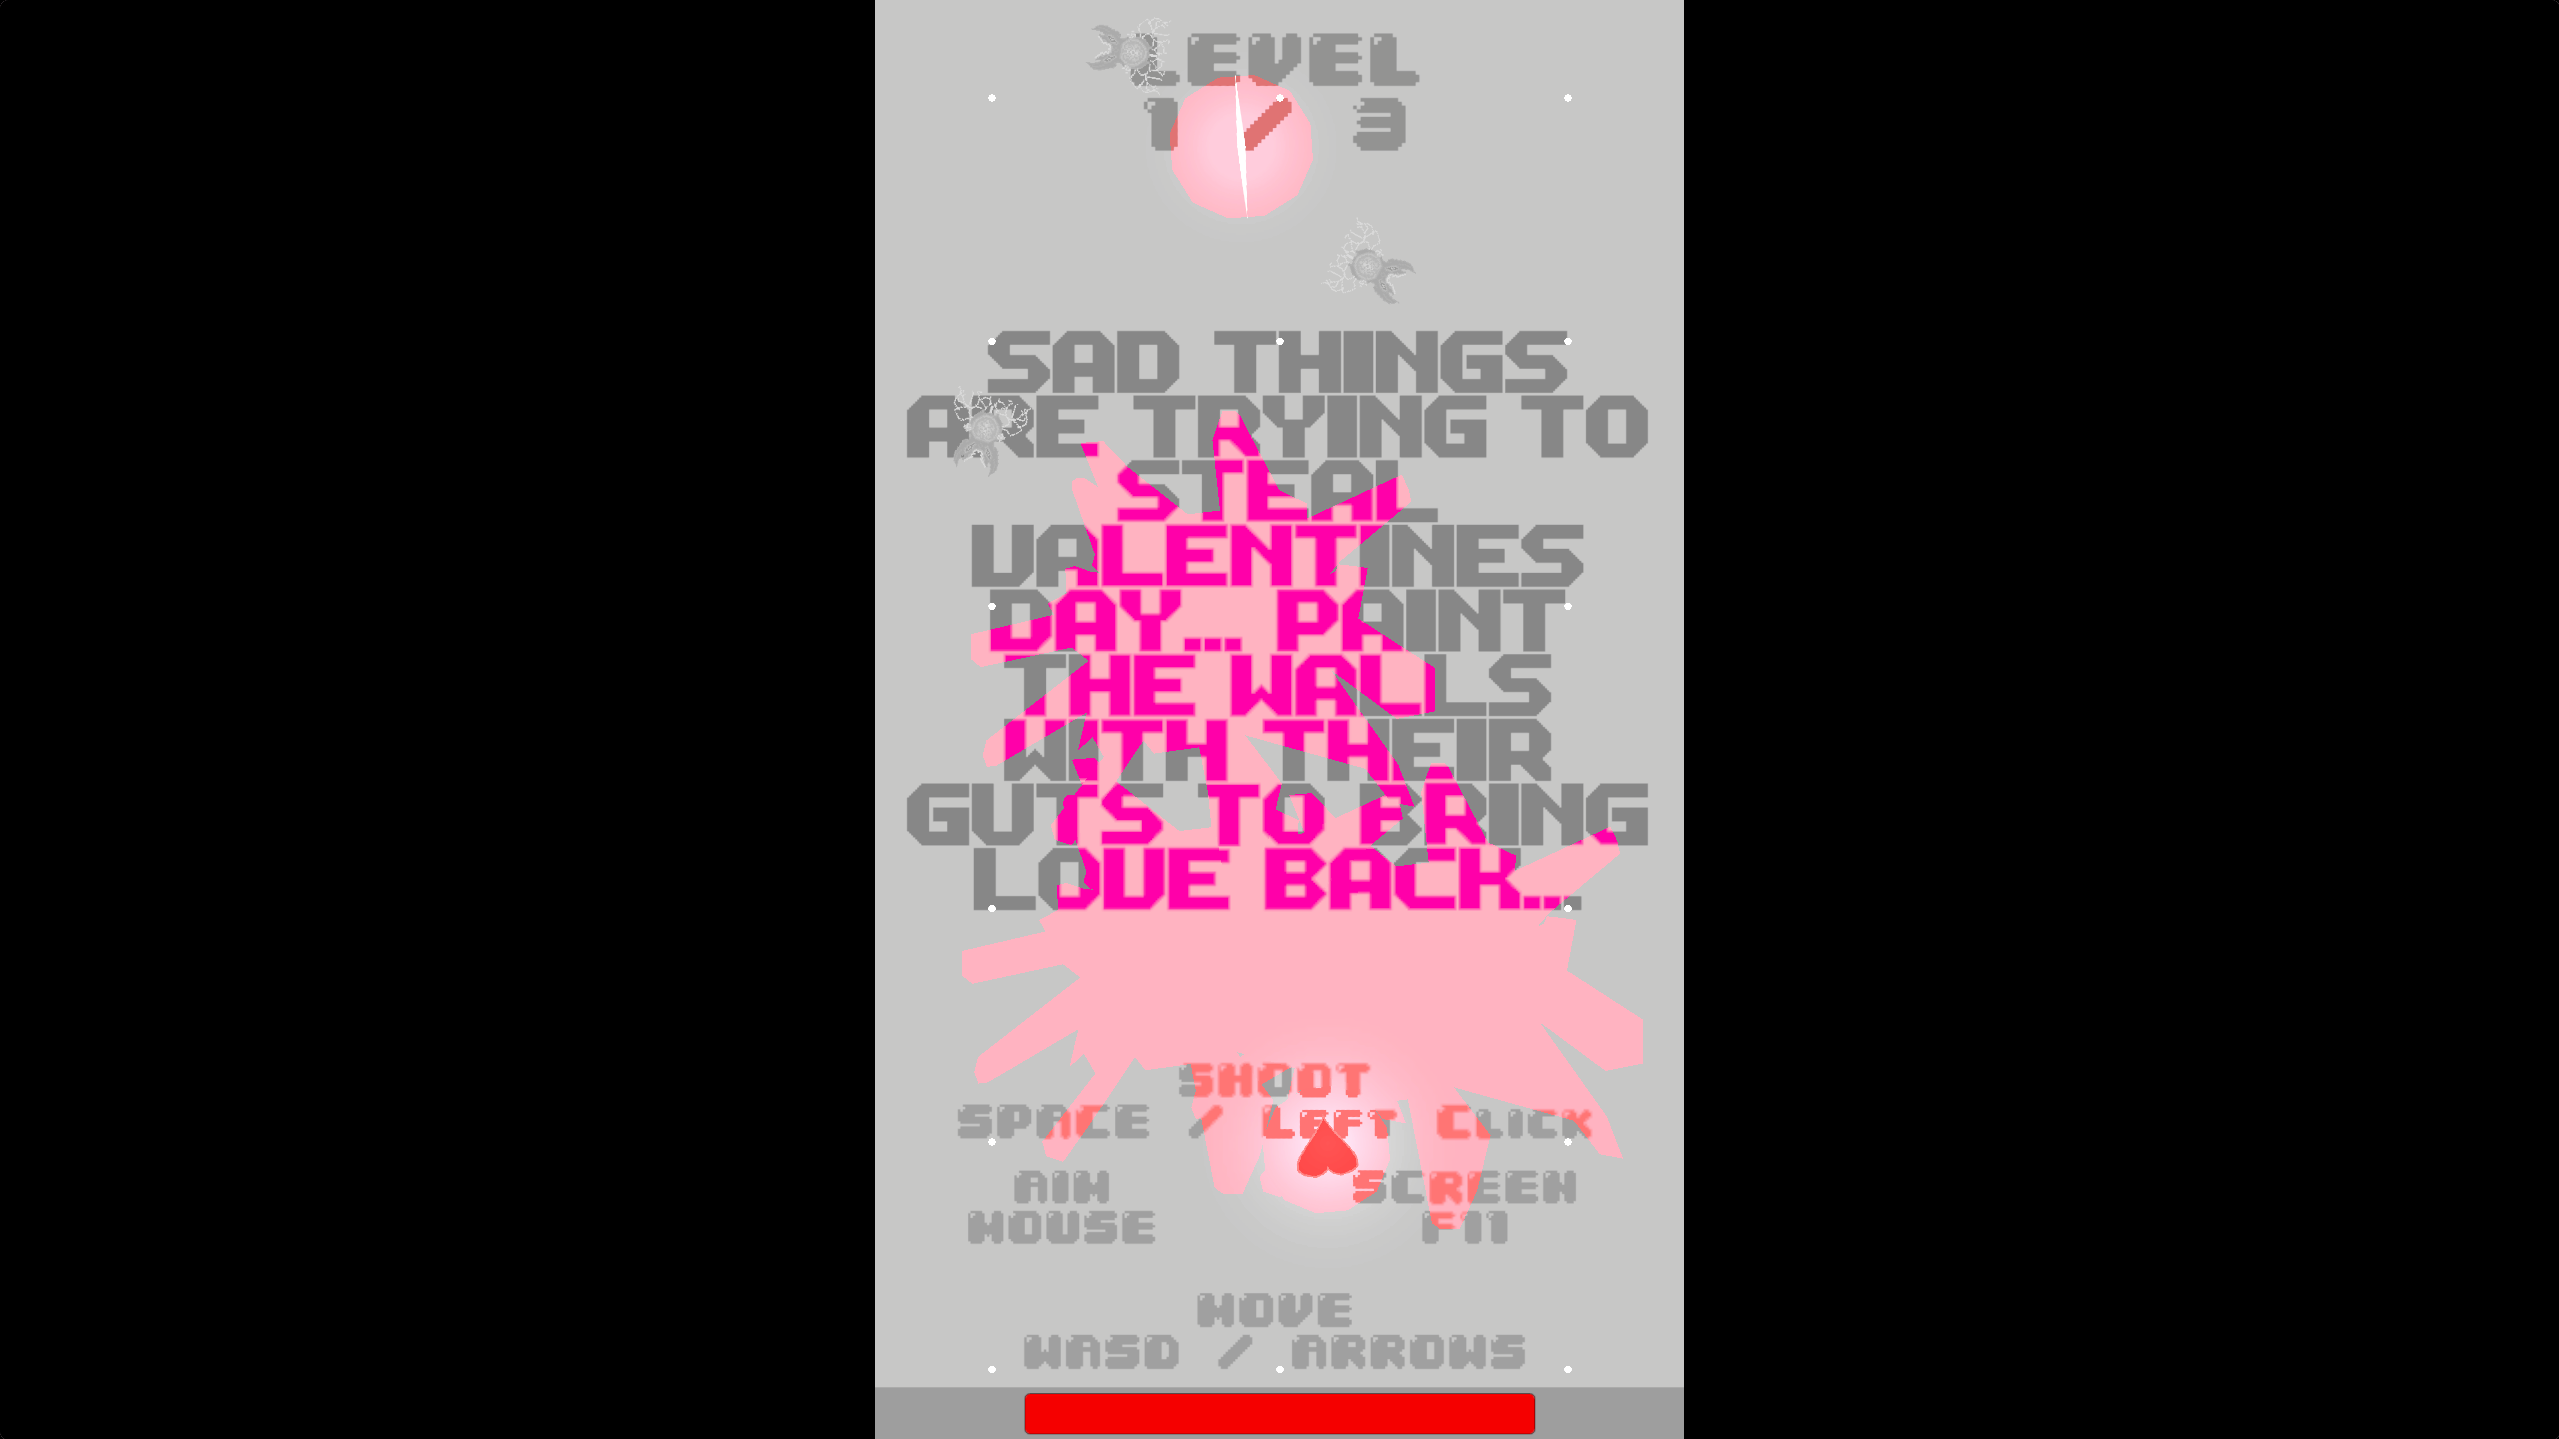 LEVEL
1 / 3
SAD THINGS
ARE TRYING TO
STEAL
VALENTINES
DAY... PAINT
THE WALLS
WITH THEIR
GUTS TO BRING
LOVE BACK...
SHOOT
SPACE / LEFT CLICK
AIM SCREEN
MOUSE F11
MOVE
WASD / ARROWS